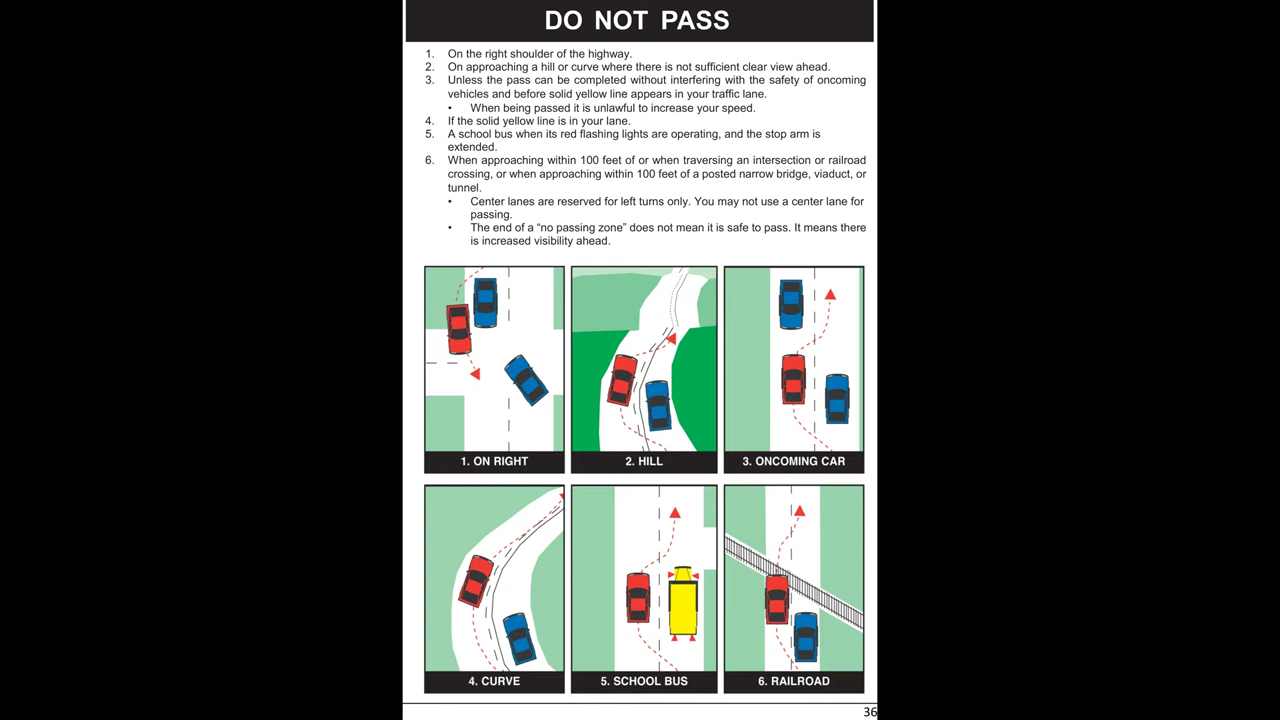 DO NOT PASS
1. On the right shoulder of the highway.
2. On approaching a hill or curve where there is not sufficient clear view ahead.
3. Unless the pass can be completed without interfering with the safety of oncoming
vehicles and before solid yellow line appears in your traffic lane.
• When being passed it is unlawful to increase your speed.
4. If the solid yellow line is in your lane.
5. A school bus when its red flashing lights are operating, and the stop arm is
extended.
6. When approaching within 100 feet of or when traversing an intersection or railroad
crossing, or when approaching within 100 feet of a posted narrow bridge, viaduct, or
tunnel.
• Center lanes are reserved for left turns only. You may not use a center lane for
passing.
• The end of a “no passing zone” does not mean it is safe to pass. It means there
is increased visibility ahead.
1. ON RIGHT
2. HILL
3. ONCOMING CAR
4. CURVE
5. SCHOOL BUS
6. RAILROAD
36